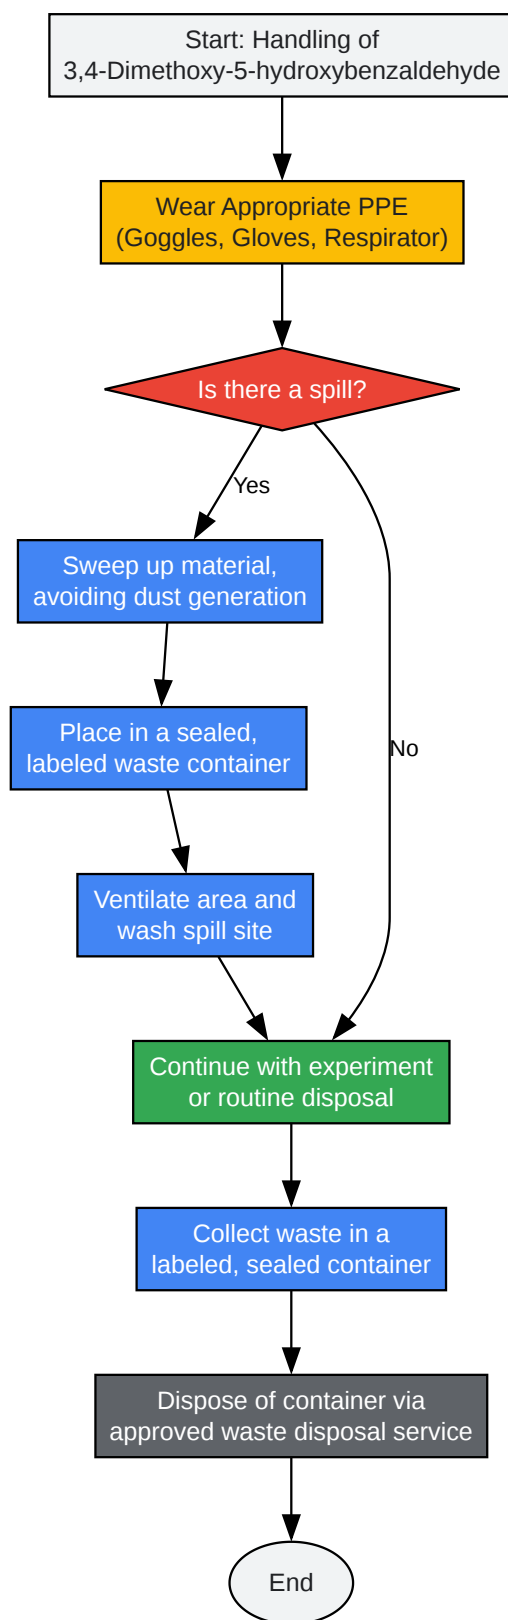 Start: Handling of
3,4-Dimethoxy-5-hydroxybenzaldehyde
Wear Appropriate PPE
(Goggles, Gloves, Respirator)
Is there a spill?
Yes
Sweep up material,
avoiding dust generation
Place in a sealed,
labeled waste container
No
Ventilate area and
wash spill site
Continue with experiment
or routine disposal
Collect waste in a
labeled, sealed container
Dispose of container via
approved waste disposal service
End